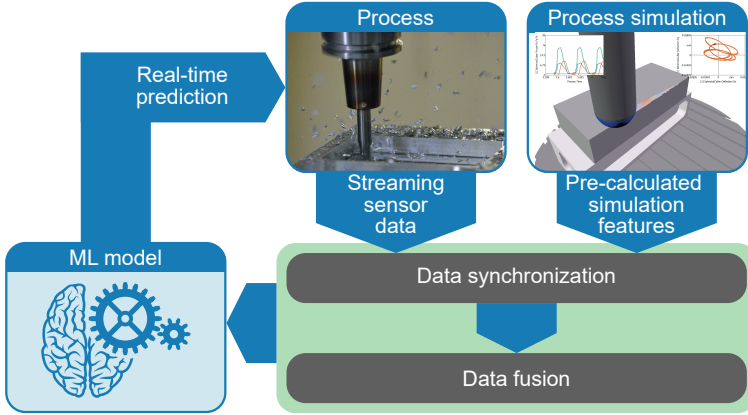 Process
Process simulation
Real-time
prediction
Streaming
sensor
data
Pre-calculated
simulation
features
ML model
Data synchronization
Data fusion